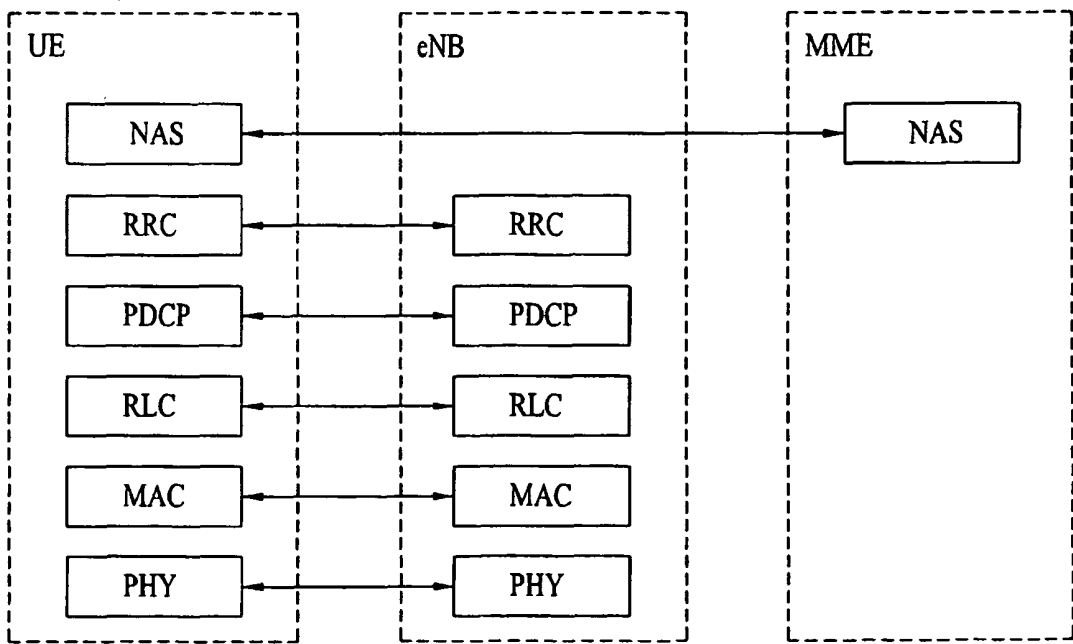 UE eNB MME
NAS NAS
RRC RRC
PDCP PDCP
RLC RLC
MAC MAC
PHY PHY